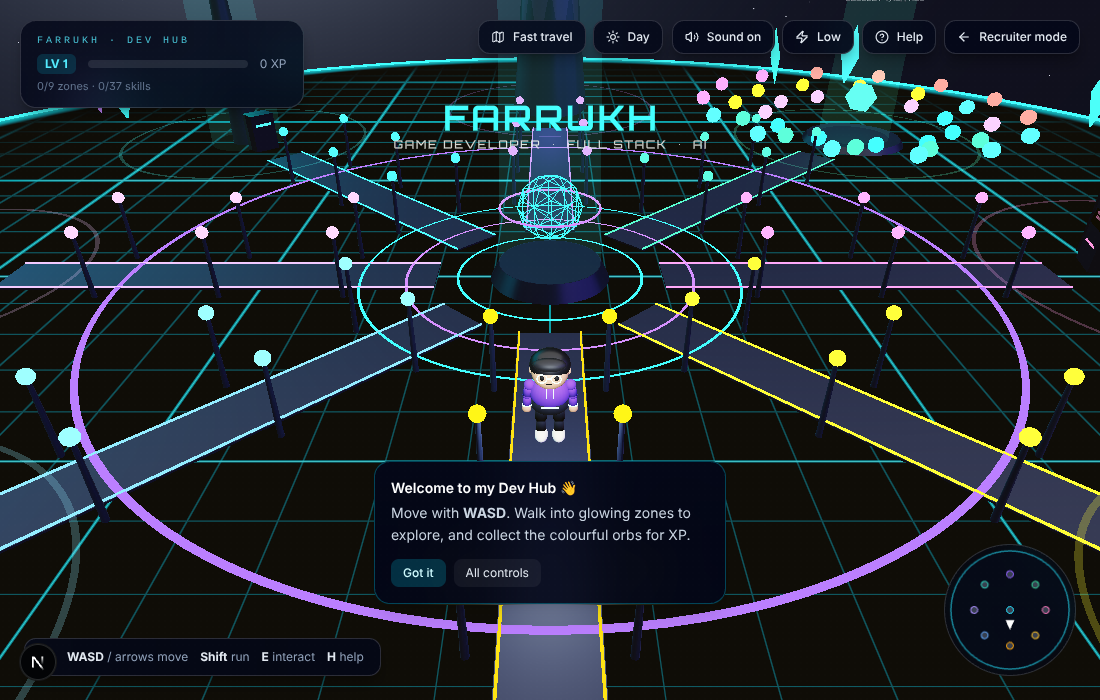 FARRUKH · DEV HUB
LV 1
0 XP
0/9 zones · 0/37 skills
Fast travel
Day
Sound on
Low
Help
Recruiter mode
FARRUKH
GAME DEVELOPER · FULL STACK · AI
Welcome to my Dev Hub 👋
Move with WASD. Walk into glowing zones to
explore, and collect the colourful orbs for XP.
Got it
All controls
N
WASD / arrows move Shift run E interact H help